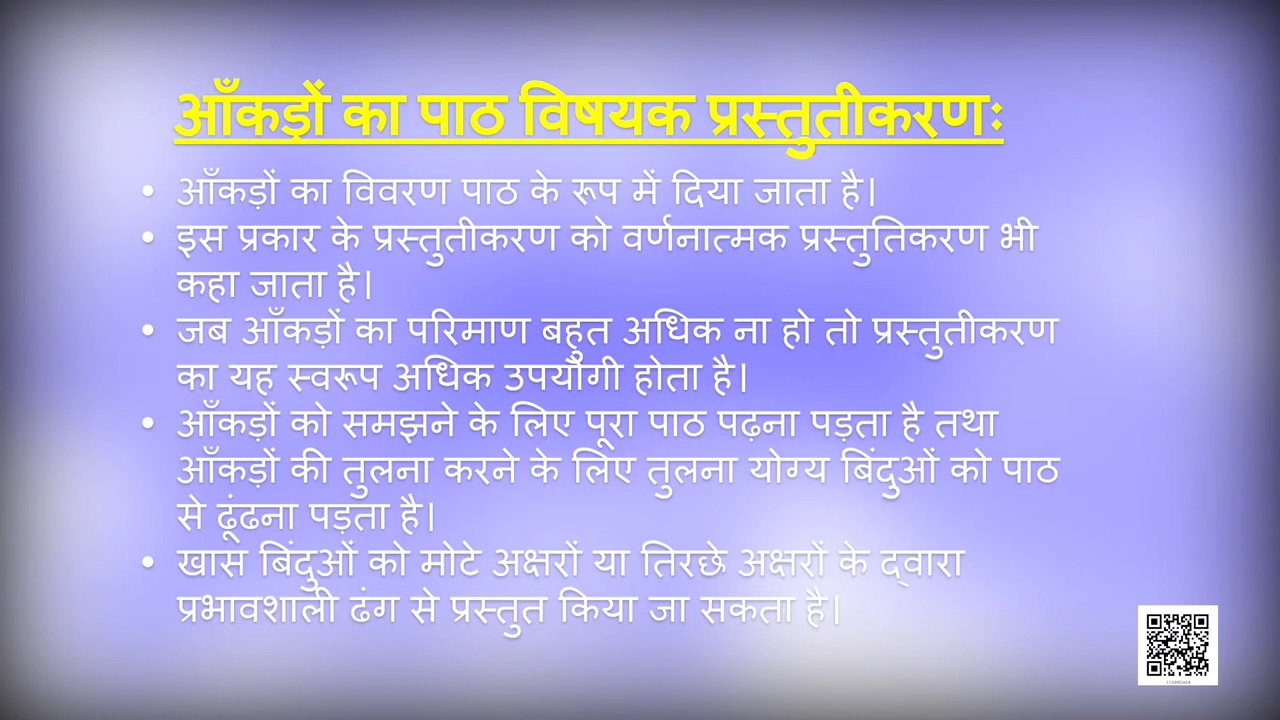 आँकड़ों का पाठ विषयक प्रस्तुतीकरणः
• आँकड़ों का विवरण पाठ के रूप में दिया जाता है।
• इस प्रकार के प्रस्तुतीकरण को वर्णनात्मक प्रस्तुतिकरण भी
कहा जाता है।
• जब आँकड़ों का परिमाण बहुत अधिक ना हो तो प्रस्तुतीकरण
का यह स्वरूप अधिक उपयोगी होता है।
• आँकड़ों को समझने के लिए पूरा पाठ पढ़ना पड़ता है तथा
आँकड़ों की तुलना करने के लिए तुलना योग्य बिंदुओं को पाठ
से ढूंढना पड़ता है।
• खास बिंदुओं को मोटे अक्षरों या तिरछे अक्षरों के द्वारा
प्रभावशाली ढंग से प्रस्तुत किया जा सकता है।